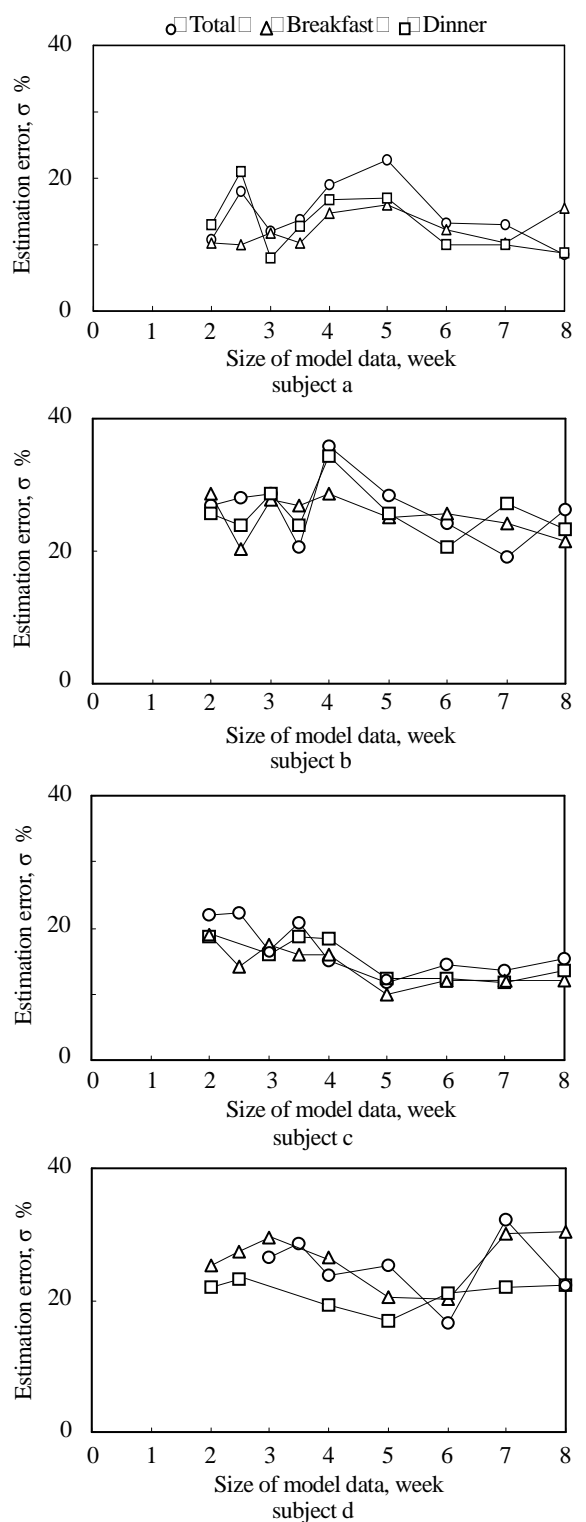 Total Breakfast Dinner
40
20
0
Estimation error, σ %
0 1 2 3 4 5 6 7 8
Size of model data, week
subject a
40
20
0
Estimation error, σ %
0 1 2 3 4 5 6 7 8
Size of model data, week
subject b
40
20
0
Estimation error, σ %
0 1 2 3 4 5 6 7 8
Size of model data, week
subject c
40
20
0
Estimation error, σ %
0 1 2 3 4 5 6 7 8
Size of model data, week
subject d